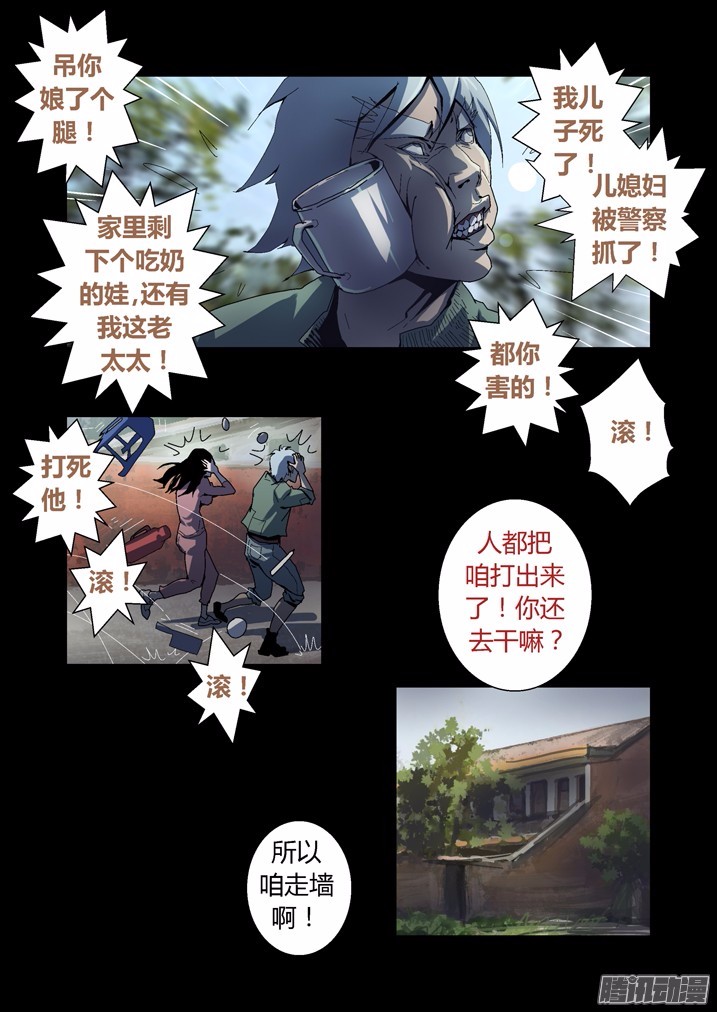 吊你
娘了个
腿！
我儿
子死
了！
儿媳妇
被警察
抓了！
家里剩
下个吃奶
的娃，还有
我这老
太太！
都你
害的！
滚！
打死
他！
滚！
滚！
人都把
咱打出来
了！你还
去干嘛？
所以
咱走墙
啊！
腾讯动漫